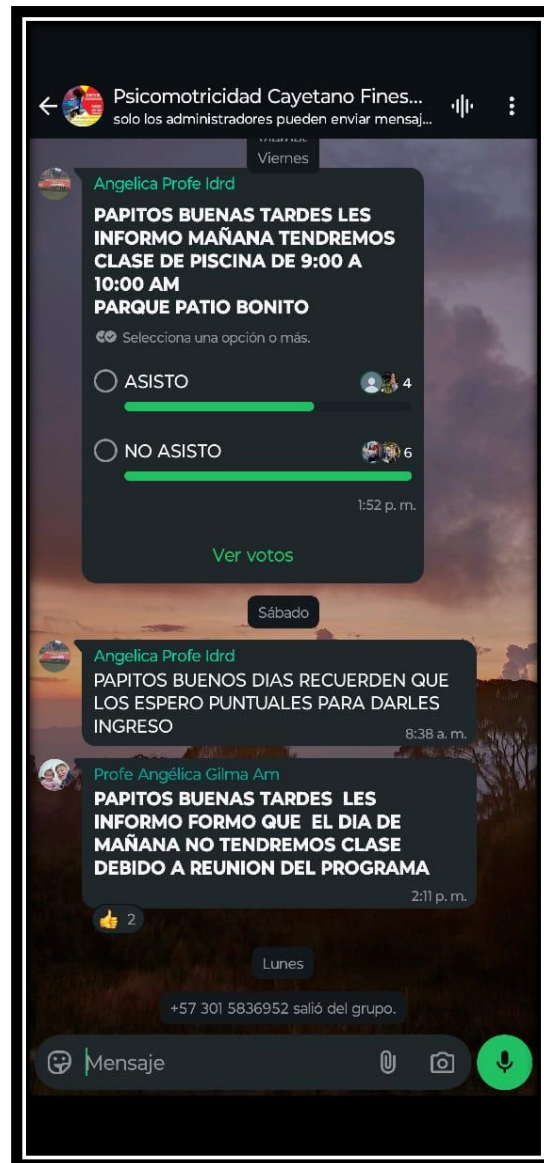 Psicomotricidad Cayetano Fines...
solo los administradores pueden enviar mensaj...
Viernes
Angelica Profe Idrd
PAPITOS BUENAS TARDES LES
INFORMO MAÑANA TENDREMOS
CLASE DE PISCINA DE 9:00 A
10:00 AM
PARQUE PATIO BONITO
Selecciona una opción o más.
ASISTO 4
NO ASISTO 6
1:52 p. m.
Ver votos
Sábado
Angelica Profe Idrd
PAPITOS BUENOS DIAS RECUERDEN QUE
LOS ESPERO PUNTUALES PARA DARLES
INGRESO
8:38 a. m.
Profe Angélica Gilma Am
PAPITOS BUENAS TARDES LES
INFORMO FORMO QUE EL DIA DE
MAÑANA NO TENDREMOS CLASE
DEBIDO A REUNION DEL PROGRAMA
2:11 p. m.
👍 2
Lunes
+57 301 5836952 salió del grupo.
Mensaje